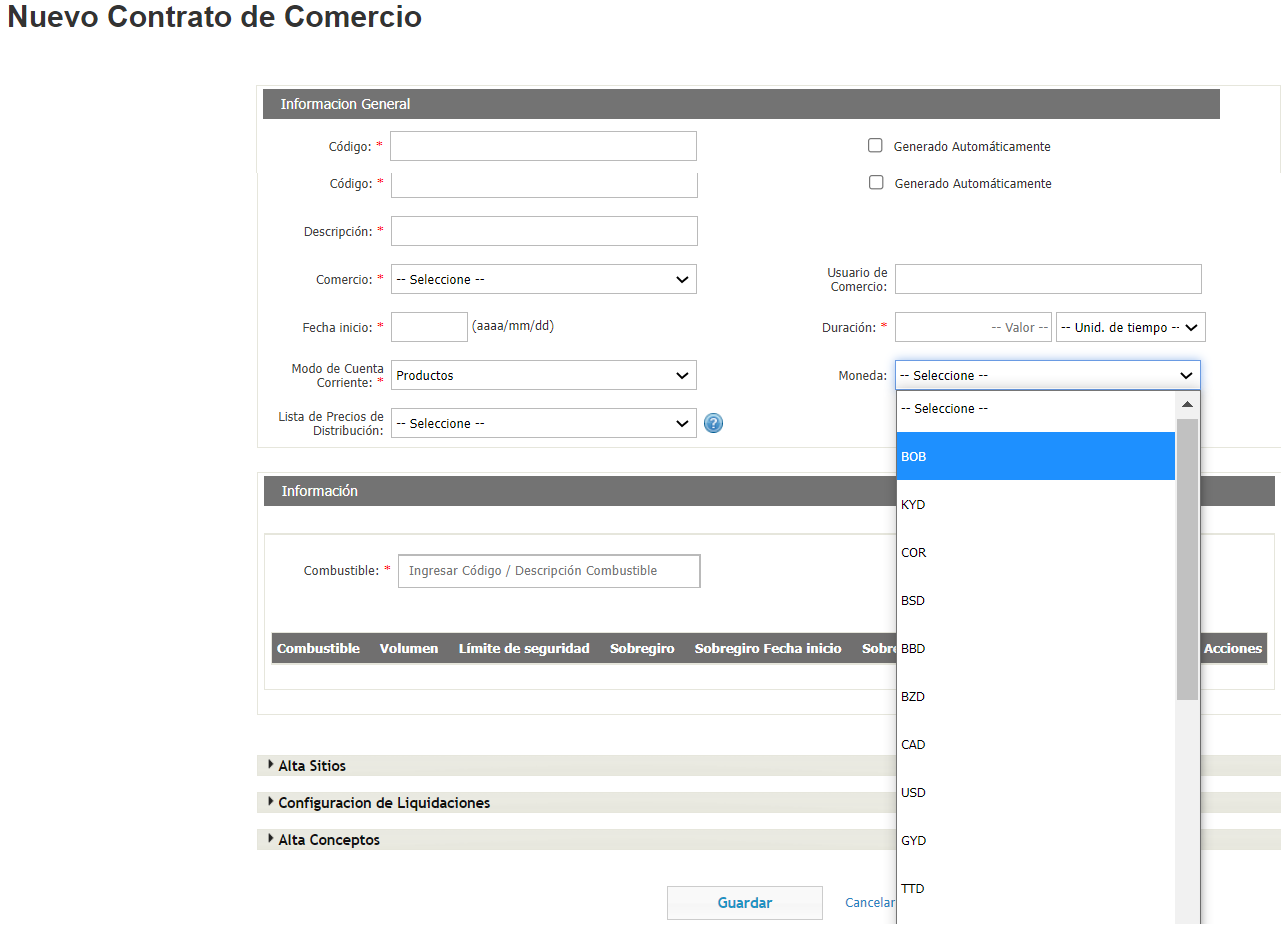 Nuevo Contrato de Comercio
Informacion General
Código: *
Generado Automáticamente
Código: *
Generado Automáticamente
Descripción: *
Comercio: * -- Seleccione --
Usuario de
Comercio:
Fecha inicio: * (aaaa/mm/dd)
Duración: * -- Valor -- -- Unid. de tiempo --
Modo de Cuenta
Corriente: * Productos
Moneda: -- Seleccione --
Lista de Precios de
Distribución: -- Seleccione --
-- Seleccione --
BOB
KYD
COR
BSD
BBD
BZD
CAD
USD
GYD
TTD
Información
Combustible: * Ingresar Código / Descripción Combustible
Combustible Volumen Límite de seguridad Sobregiro Sobregiro Fecha inicio Acciones
Alta Sitios
Configuracion de Liquidaciones
Alta Conceptos
Guardar Cancelar